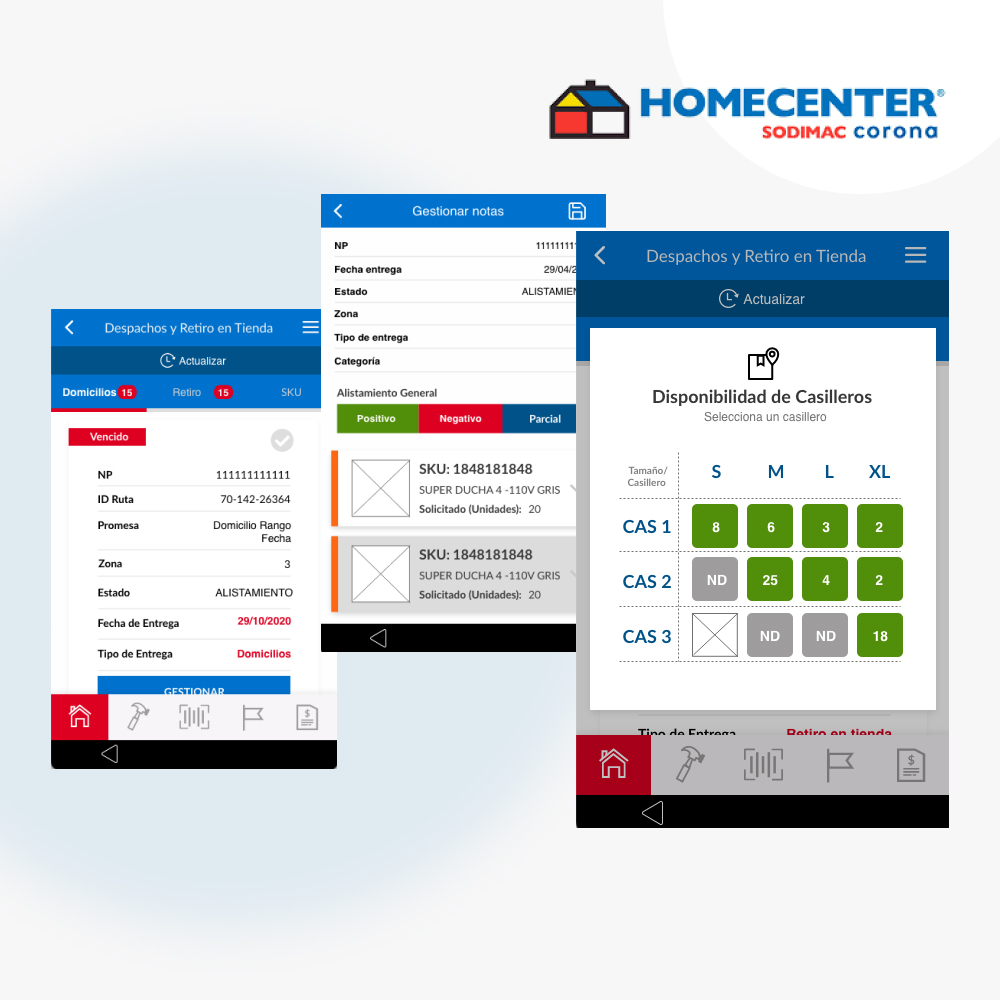 HOMECENTER®
SODIMAC corona
Despachos y Retiro en Tienda
Actualizar
Domicilios 15 Retiro 15 SKU
Vencido
NP 111111111111
ID Ruta 70-142-26364
Promesa Domicilio Rango
Fecha
Zona 3
Estado ALISTAMIENTO
Fecha de Entrega 29/10/2020
Tipo de Entrega Domicilios
GESTIONAR
Gestionar notas
NP 11111111
Fecha entrega 29/04/2
Estado ALISTAMIEN
Zona
Tipo de entrega
Categoría
Alistamiento General
Positivo Negativo Parcial
SKU: 1848181848
SUPER DUCHA 4 -110V GRIS
Solicitado (Unidades): 20
SKU: 1848181848
SUPER DUCHA 4 -110V GRIS
Solicitado (Unidades): 20
Despachos y Retiro en Tienda
Actualizar
Disponibilidad de Casilleros
Selecciona un casillero
Tamaño/
Casillero
S M L XL
CAS 1 8 6 3 2
CAS 2 ND 25 4 2
CAS 3 ND ND 18
Tipo de Entrega Retiro en tienda